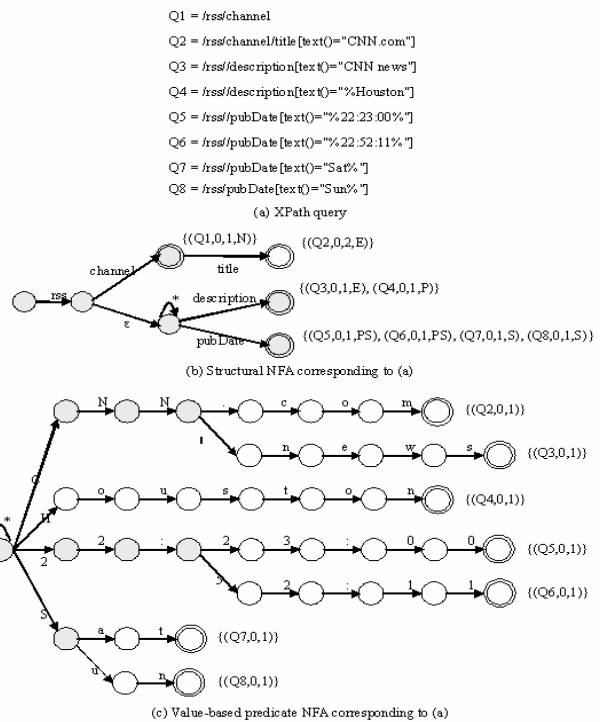 Q1 = /rss/channel
Q2 = /rss/channel/title[text()="CNN.com"]
Q3 = /rss//description[text()="CNN news"]
Q4 = /rss//description[text()="%Houston"]
Q5 = /rss//pubDate[text()="%22:23:00%"]
Q6 = /rss//pubDate[text()="%22:52:11%"]
Q7 = /rss//pubDate[text()="Sat%"]
Q8 = /rss/pubDate[text()="Sun%"]
(a) XPath query
{(Q1,0,1,N)}
{(Q2,0,2,E)}
channel
title
rss
*
description
{(Q3,0,1,E), (Q4,0,1,P)}
ε
pubDate
{(Q5,0,1,PS), (Q6,0,1,PS), (Q7,0,1,S), (Q8,0,1,S)}
(b) Structural NFA corresponding to (a)
N N . c o m {(Q2,0,1)}
n e w s {(Q3,0,1)}
C
o u s t o n {(Q4,0,1)}
* H
2 2 : 2 3 : 0 0 {(Q5,0,1)}
5 2 : 1 1 {(Q6,0,1)}
S
a t {(Q7,0,1)}
u n {(Q8,0,1)}
(c) Value-based predicate NFA corresponding to (a)